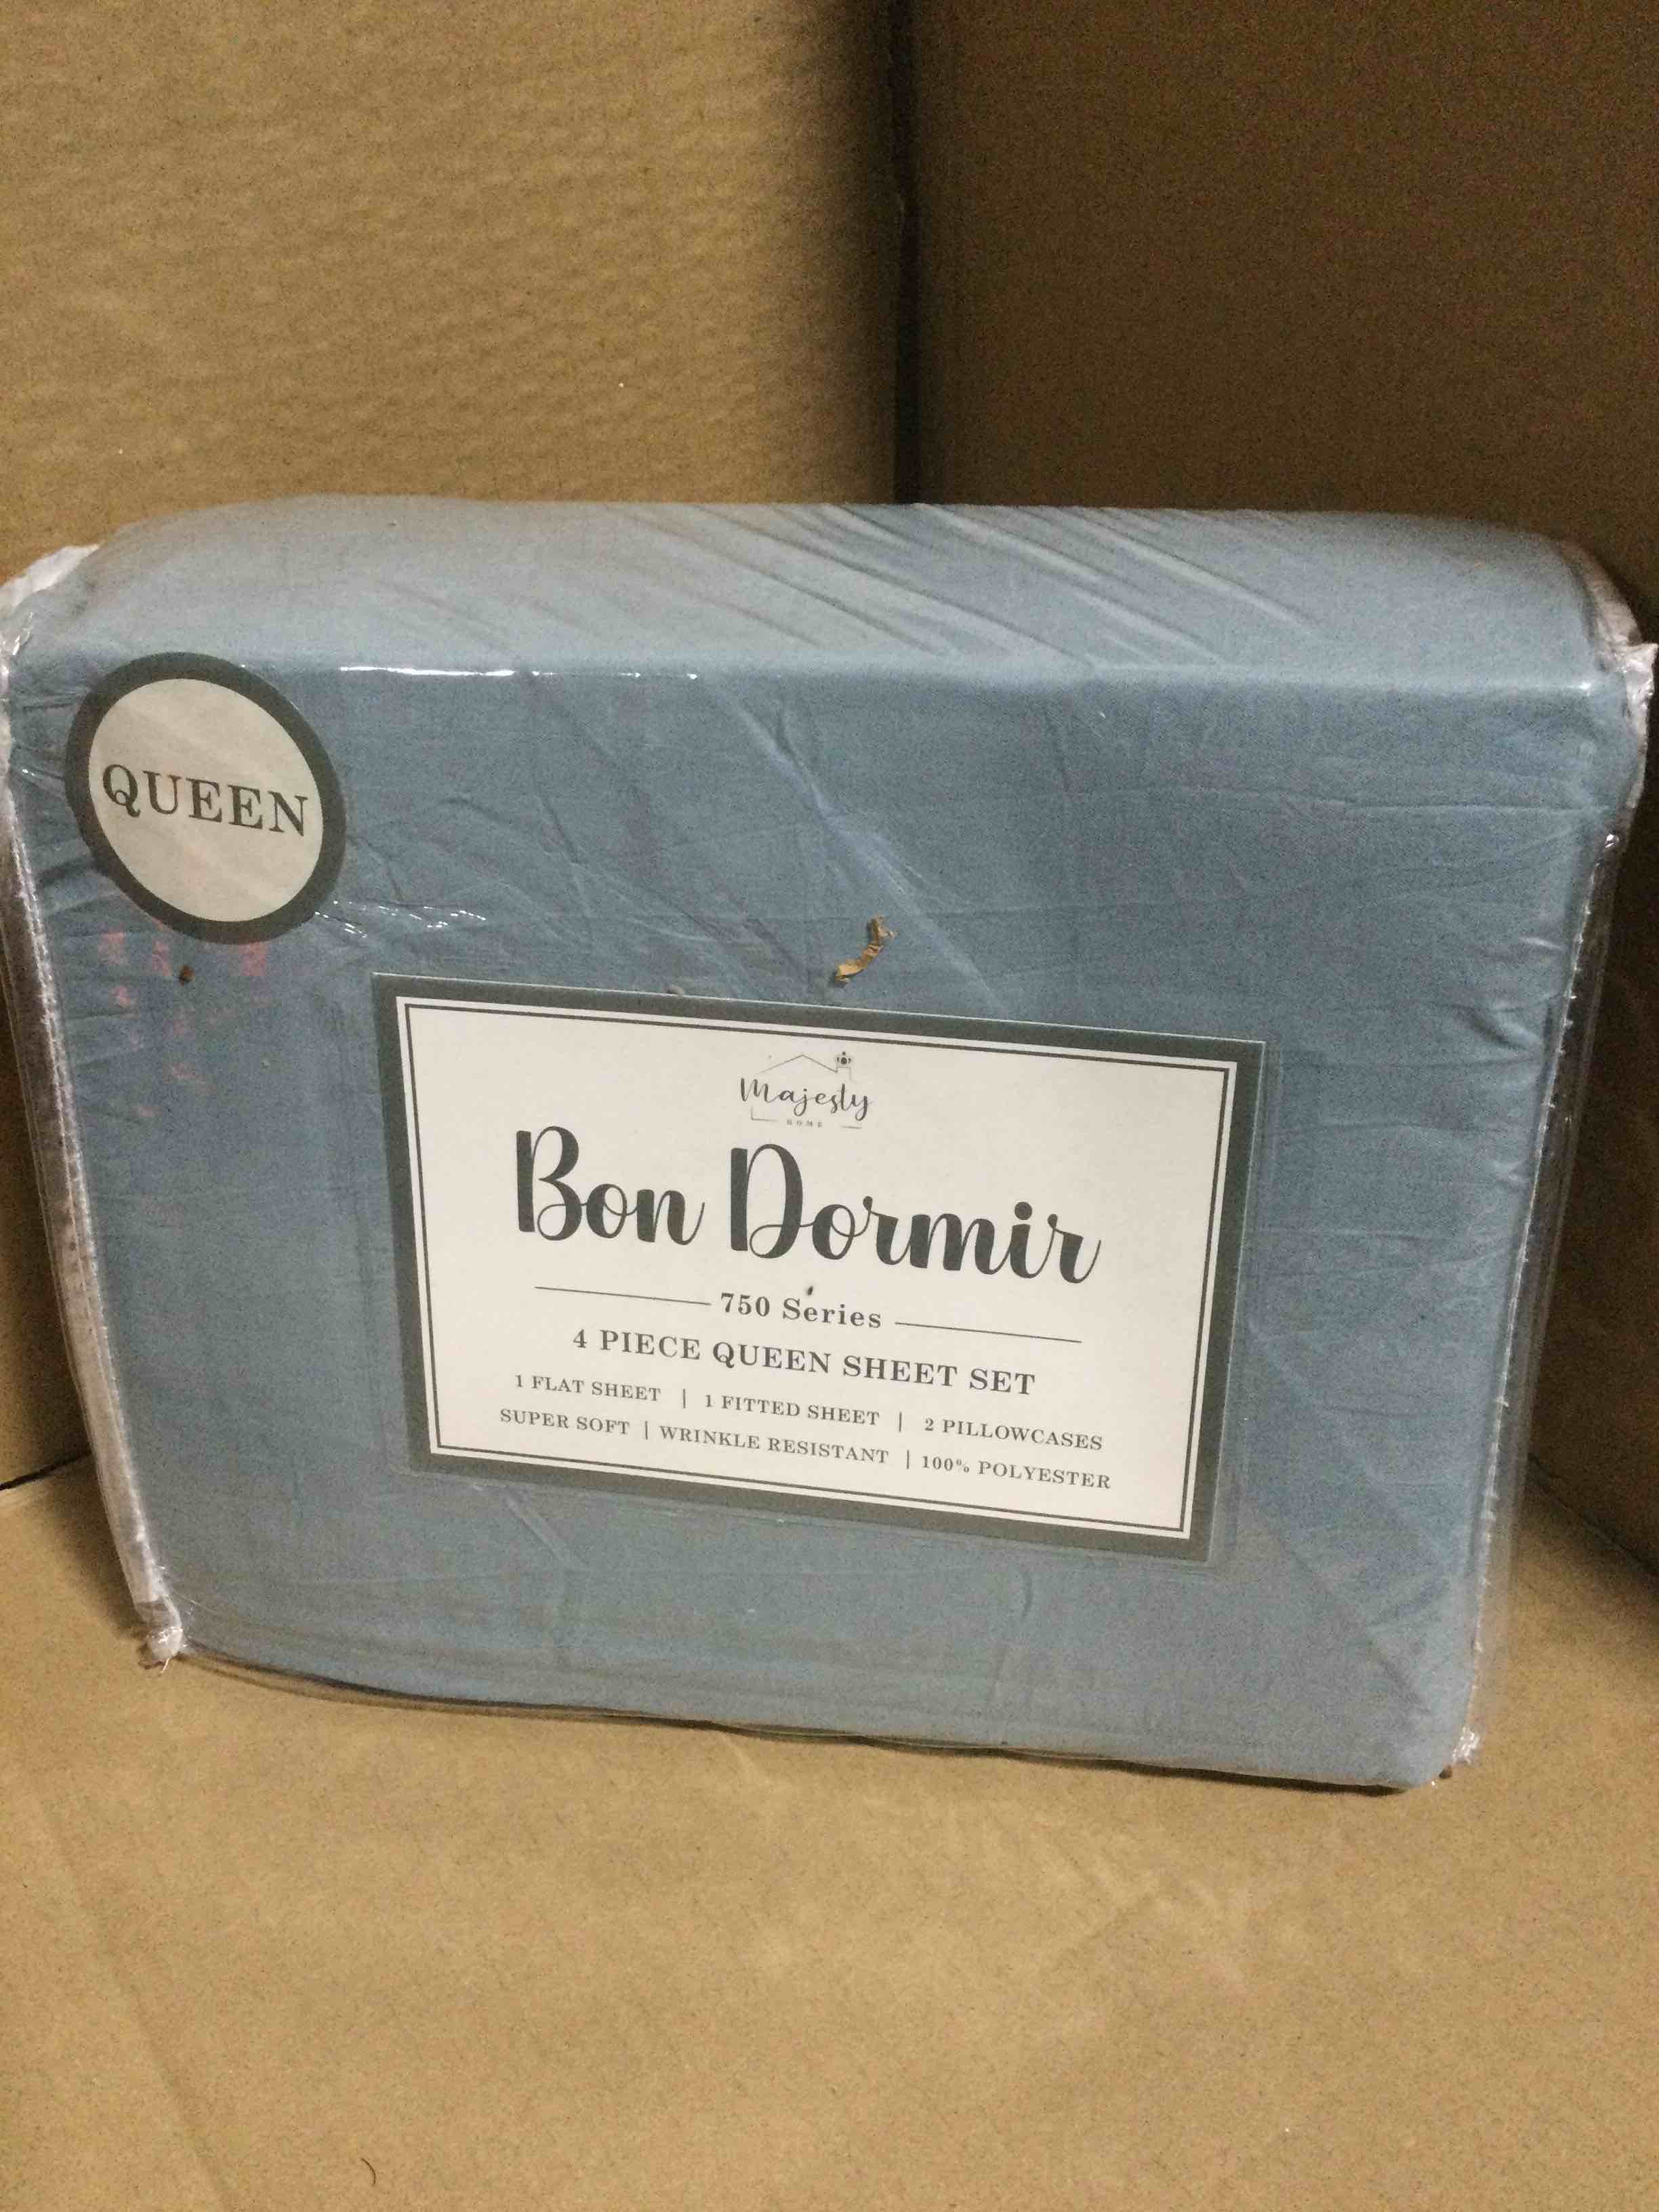 QUEEN
Majesty
HOME
Bon Dormir
750 Series
4 PIECE QUEEN SHEET SET
1 FLAT SHEET | 1 FITTED SHEET | 2 PILLOWCASES
SUPER SOFT | WRINKLE RESISTANT | 100% POLYESTER